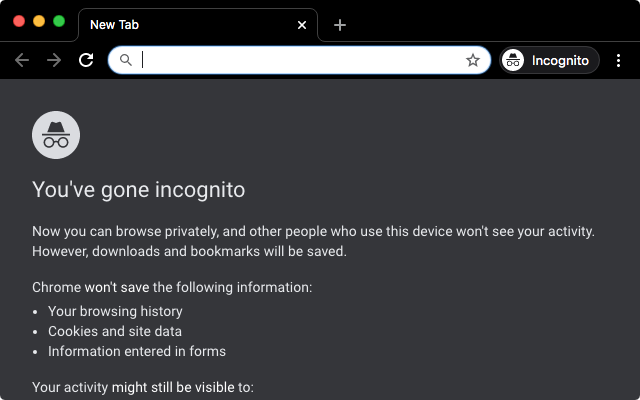 New Tab
Incognito
You've gone incognito
Now you can browse privately, and other people who use this device won't see your activity.
However, downloads and bookmarks will be saved.
Chrome won't save the following information:
• Your browsing history
• Cookies and site data
• Information entered in forms
Your activity might still be visible to: